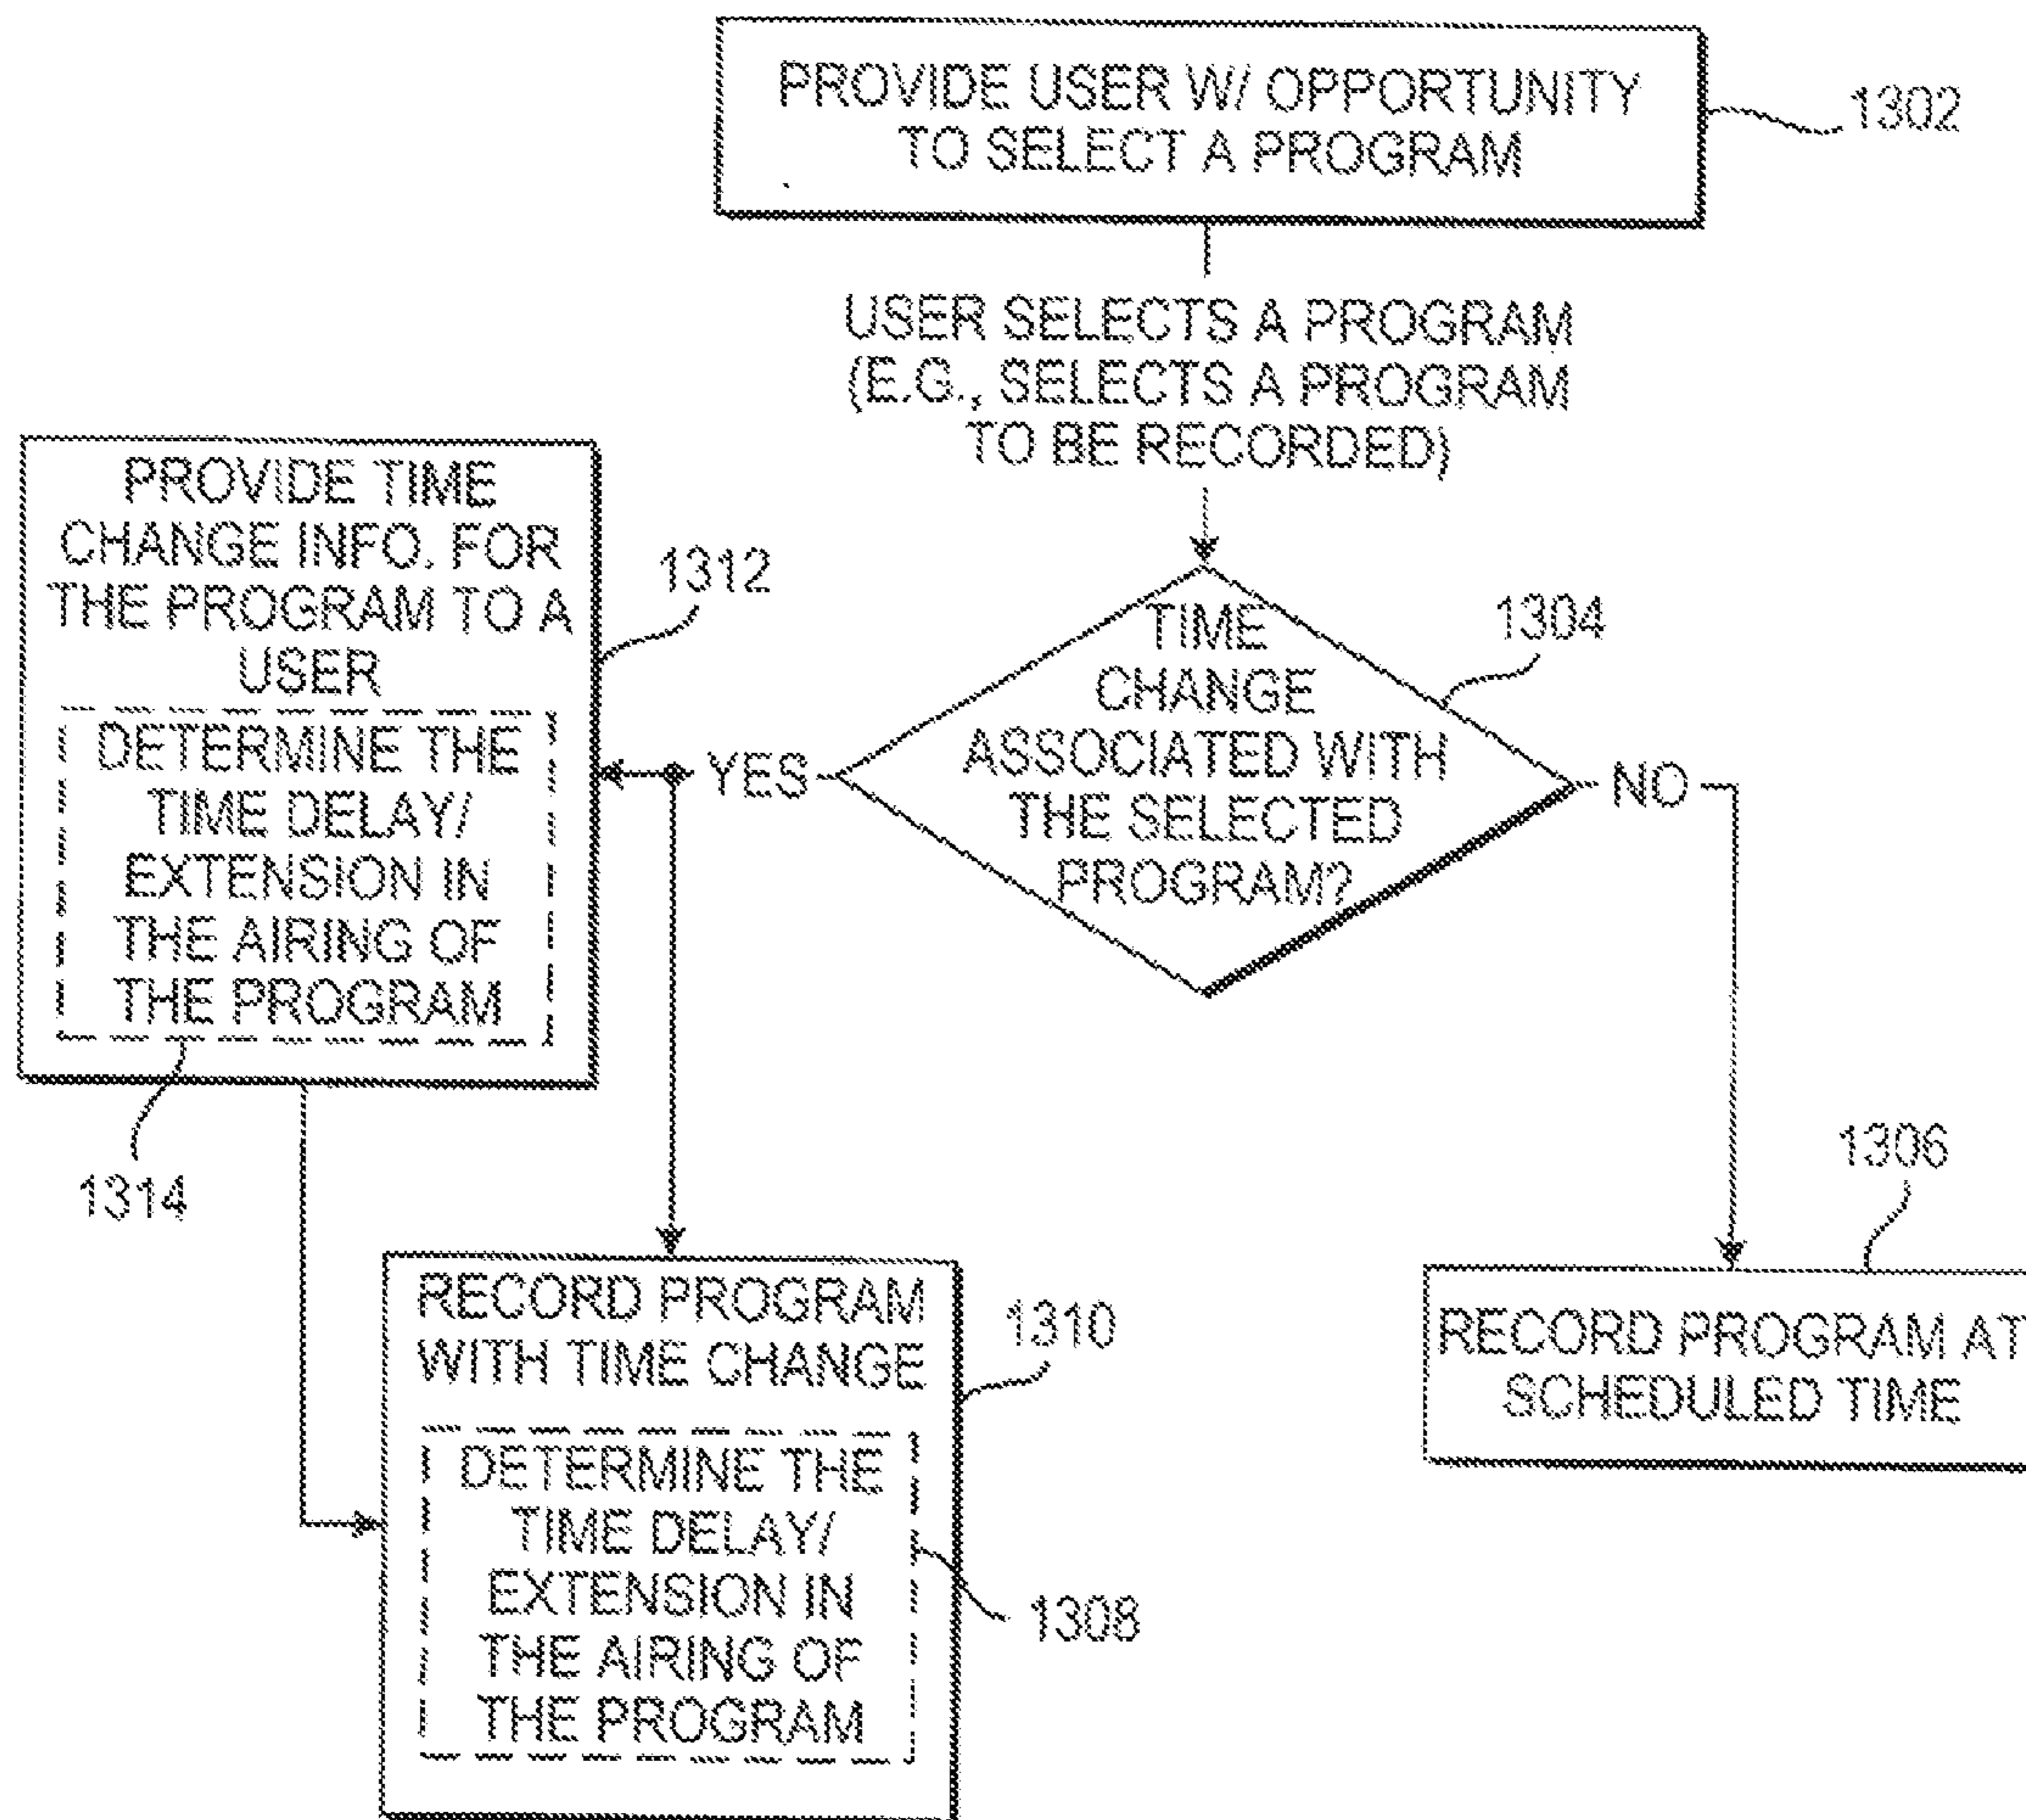 PROVIDE USER W/ OPPORTUNITY
TO SELECT A PROGRAM
1302
USER SELECTS A PROGRAM
(E.G., SELECTS A PROGRAM
TO BE RECORDED)
PROVIDE TIME
CHANGE INFO. FOR
THE PROGRAM TO A
USER
1312
DETERMINE THE
TIME DELAY/
EXTENSION IN
THE AIRING OF
THE PROGRAM
1314
YES
TIME
CHANGE
ASSOCIATED WITH
THE SELECTED
PROGRAM?
1304
NO
1306
RECORD PROGRAM AT
SCHEDULED TIME
RECORD PROGRAM
WITH TIME CHANGE
1310
DETERMINE THE
TIME DELAY/
EXTENSION IN
THE AIRING OF
THE PROGRAM
1308